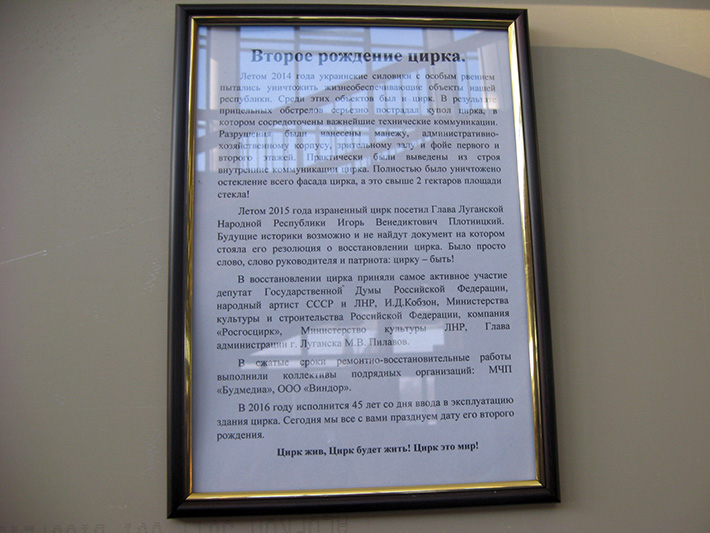 Второе рождение цирка.
Летом 2014 года украинские силовики с особым рвением
пытались уничтожить жизнеобеспечивающие объекты нашей
республики. Среди этих объектов был и цирк. В результате
прицельных обстрелов серьезно пострадал купол цирка, в
котором сосредоточены важнейшие технические коммуникации.
Разрушения были нанесены манежу, административно-
хозяйственному корпусу, зрительному залу и фойе первого и
второго этажей. Практически были выведены из строя
внутренние коммуникации цирка. Полностью было уничтожено
остекление всего фасада цирка, а это свыше 2 гектаров площади
стекла!
Летом 2015 года израненный цирк посетил Глава Луганской
Народной Республики Игорь Венедиктович Плотницкий.
Будущие историки возможно и не найдут документ на котором
стояла его резолюция о восстановлении цирка. Было просто
слово, слово руководителя и патриота: цирку – быть!
В восстановлении цирка приняли самое активное участие
депутат Государственной Думы Российской Федерации,
народный артист СССР и ЛНР, И.Д.Кобзон, Министерства
культуры и строительства Российской Федерации, компания
«Росгосцирк», Министерство культуры ЛНР, Глава
администрации г. Луганска М.В. Пилавов.
В сжатые сроки ремонтно-восстановительные работы
выполнили коллективы подрядных организаций: МЧП
«Будмедиа», ООО «Виндор».
В 2016 году исполнится 45 лет со дня ввода в эксплуатацию
здания цирка. Сегодня мы все с вами празднуем дату его второго
рождения.
Цирк жив, Цирк будет жить! Цирк это мир!